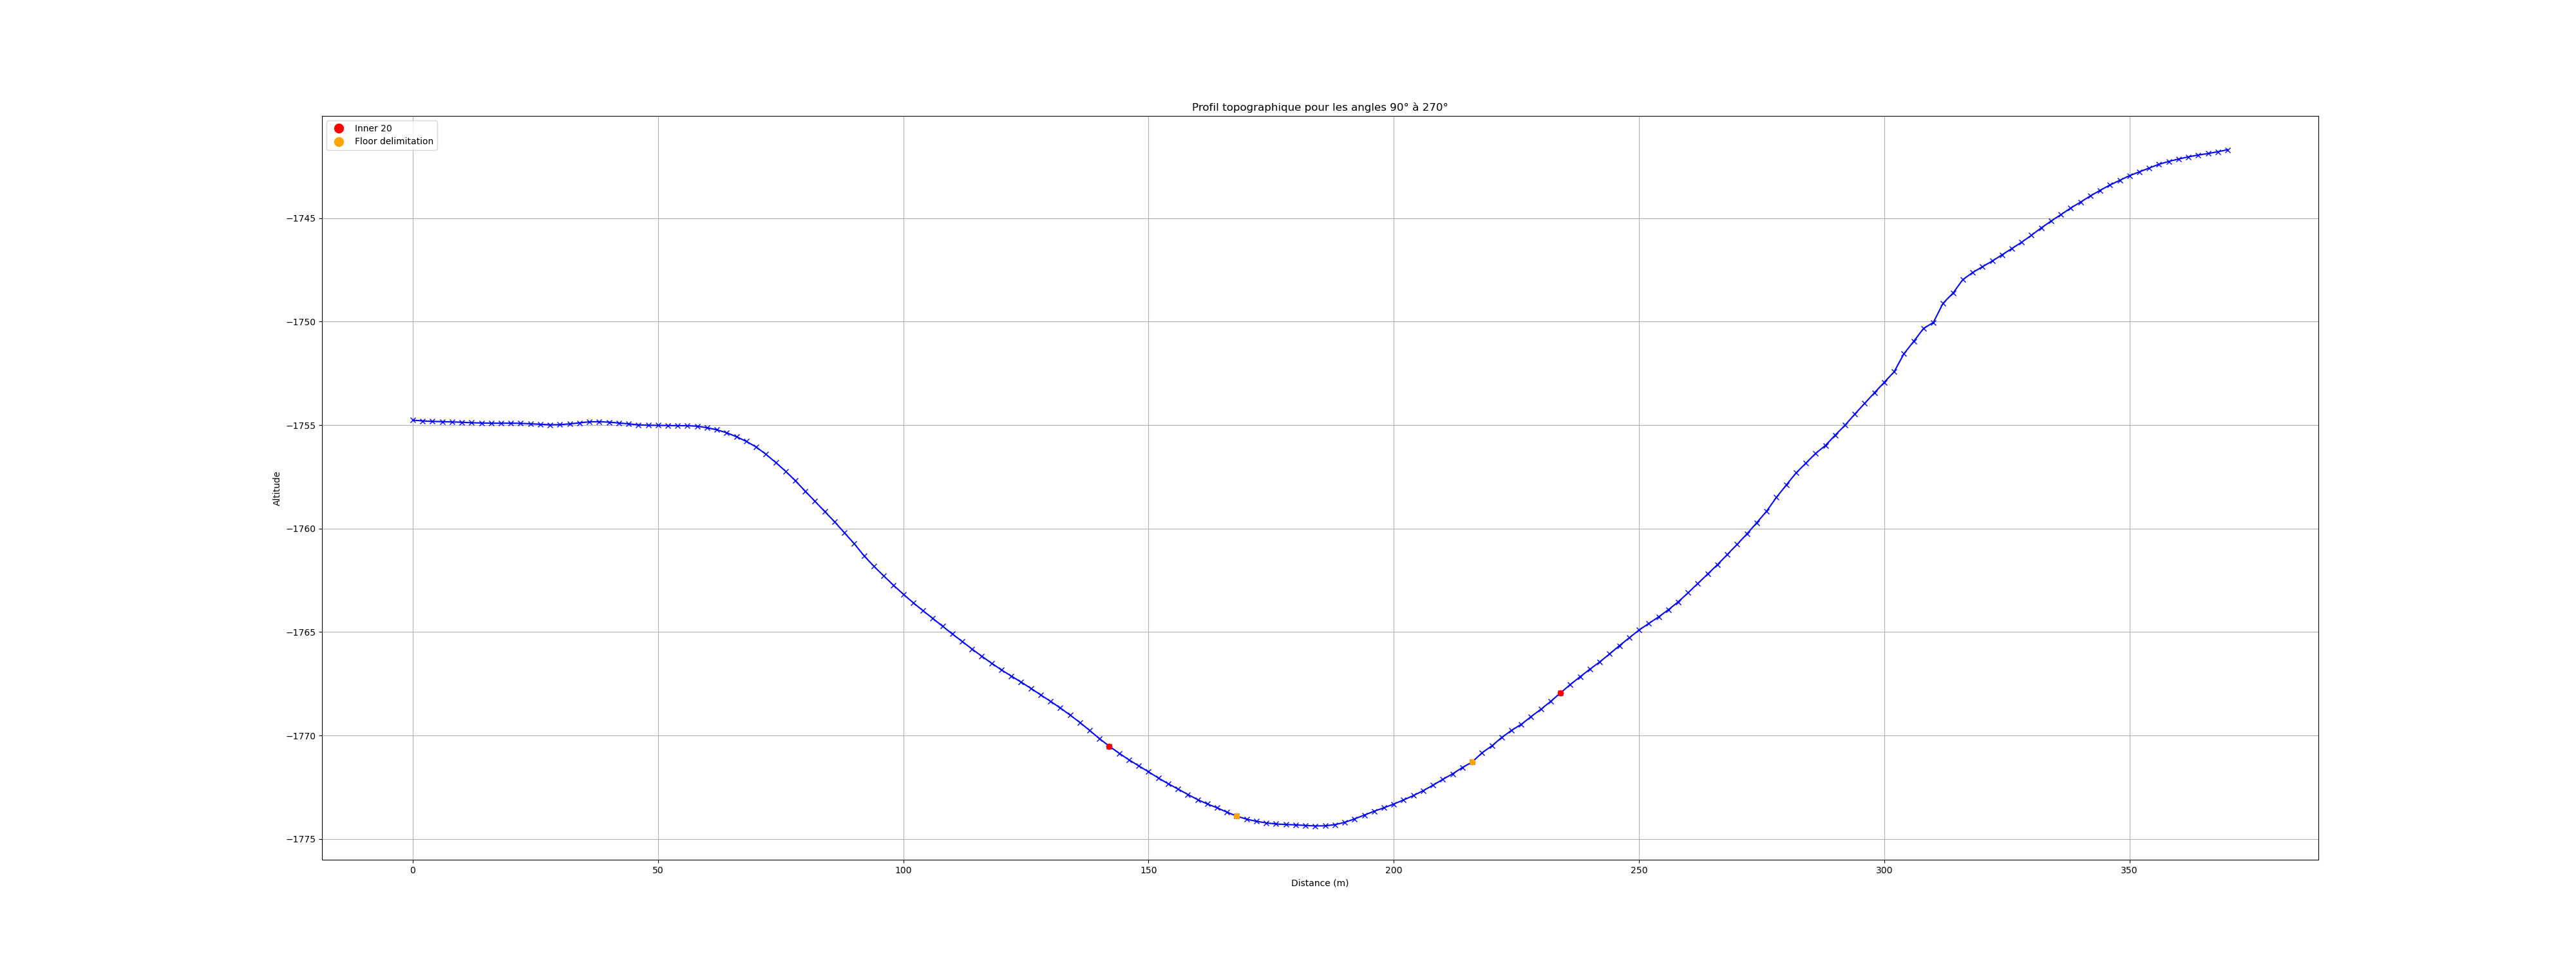 Profil topographique pour les angles 90° à 270°
Inner 20
Floor delimitation
Altitude
−1745
−1750
−1755
−1760
−1765
−1770
−1775
0 50 100 150 200 250 300 350
Distance (m)